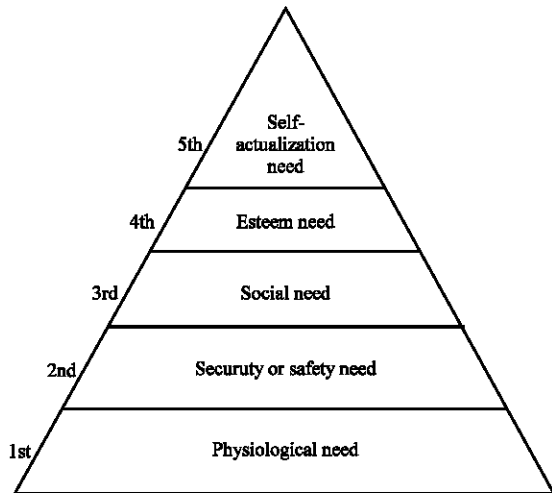 Self-
5th actualization
need
4th Esteem need
3rd Social need
2nd Securuty or safety need
1st Physiological need